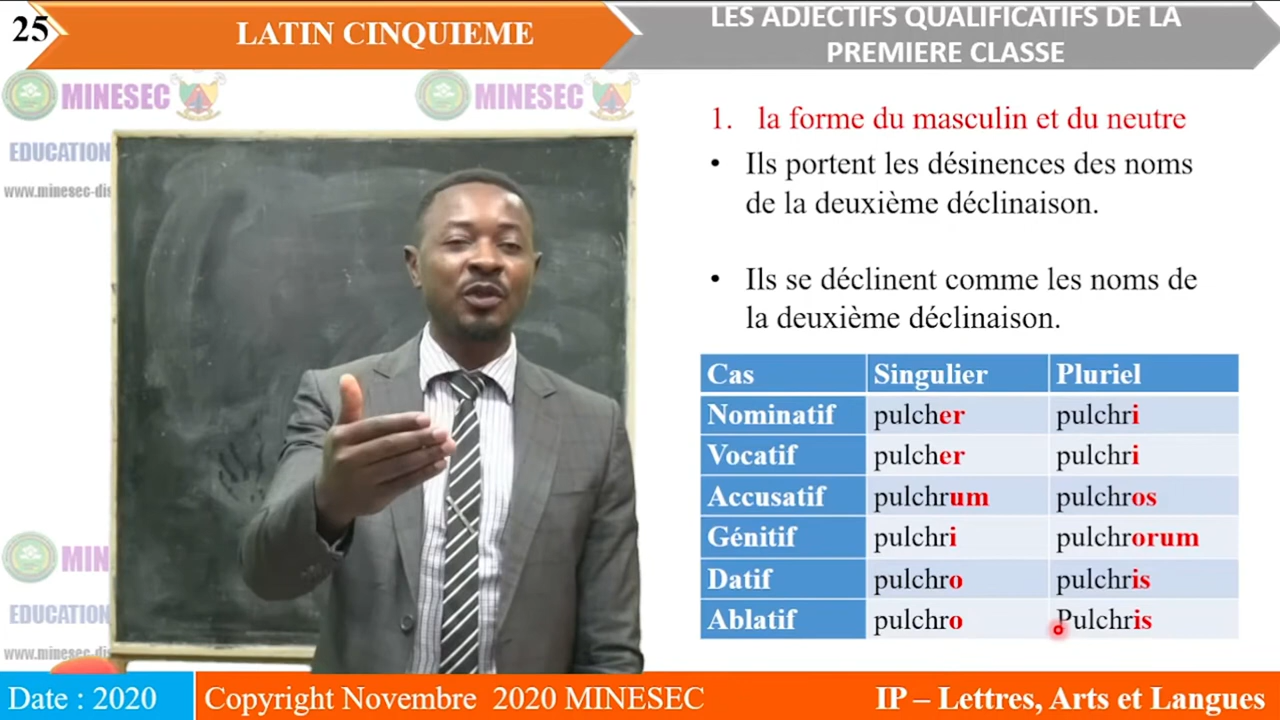 25
LATIN CINQUIEME
LES ADJECTIFS QUALIFICATIFS DE LA
PREMIERE CLASSE
MINESEC
MINESEC
EDUCATION
www.minesec-dis
1. la forme du masculin et du neutre
• Ils portent les désinences des noms
de la deuxième déclinaison.
• Ils se déclinent comme les noms de
la deuxième déclinaison.
Cas Singulier Pluriel
Nominatif pulcher pulchri
Vocatif pulcher pulchri
Accusatif pulchrum pulchros
Génitif pulchri pulchrorum
Datif pulchro pulchris
Ablatif pulchro Pulchris
MIN
EDUCATION
www.minesec
Date : 2020
Copyright Novembre 2020 MINESEC
IP – Lettres, Arts et Langues